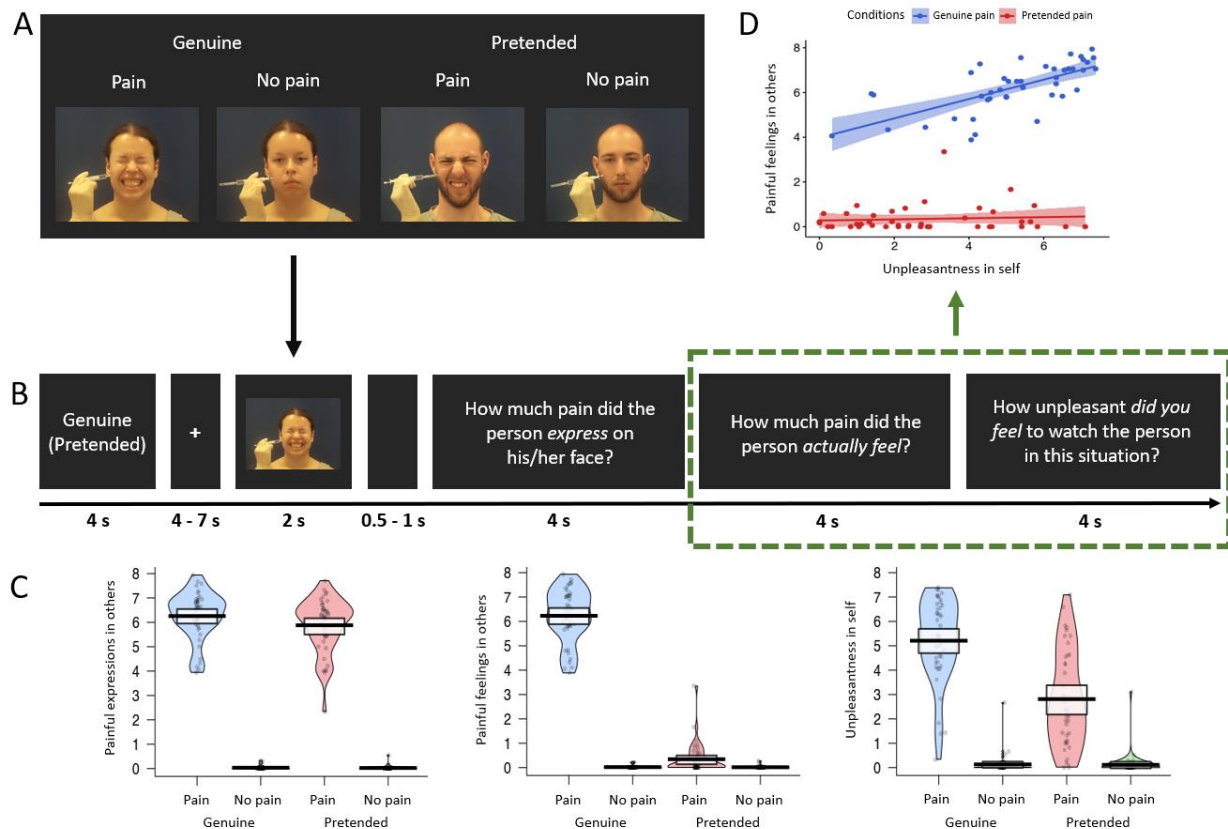 A
Genuine
Pretended
Pain
No pain
Pain
No pain
D
Conditions
Genuine pain
Pretended pain
Painful feelings in others
8
6
4
2
0
0
2
4
6
Unpleasantness in self
B
Genuine
(Pretended)
+
How much pain did the
person express on
his/her face?
How much pain did the
person actually feel?
How unpleasant did you
feel to watch the person
in this situation?
4 s
4 - 7 s
2 s
0.5 - 1 s
4 s
4 s
4 s
C
Painful expressions in others
8
7
6
5
4
3
2
1
0
Pain
No pain
Pain
No pain
Genuine
Pretended
Painful feelings in others
8
7
6
5
4
3
2
1
0
Pain
No pain
Pain
No pain
Genuine
Pretended
Unpleasantness in self
8
7
6
5
4
3
2
1
0
Pain
No pain
Pain
No pain
Genuine
Pretended